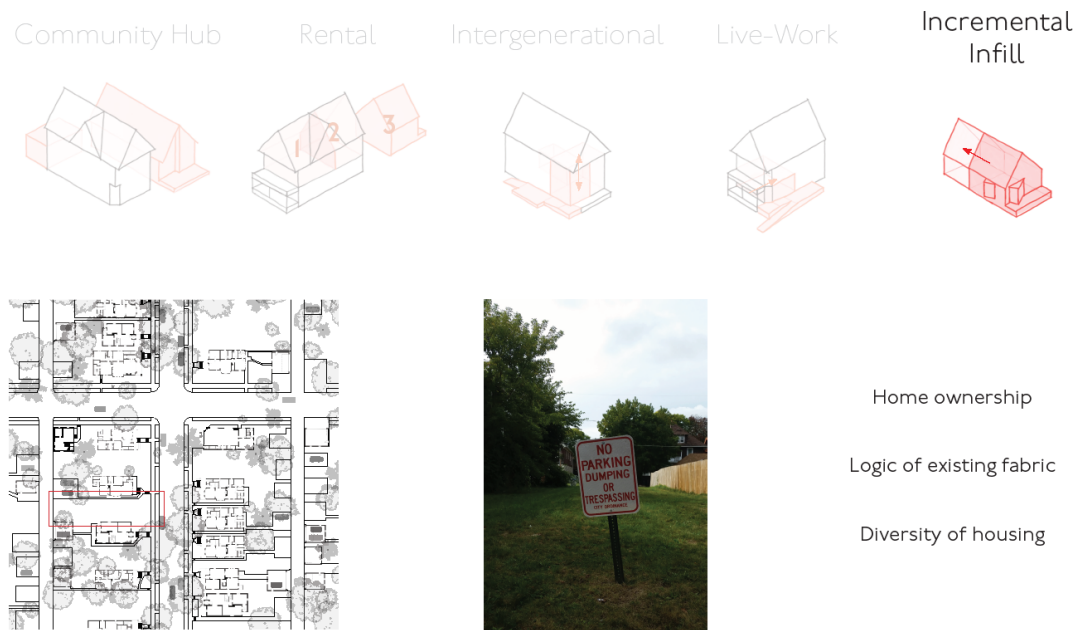 Community Hub
Rental
Intergenerational
Live-Work
Incremental
Infill
1
2
3
NO
PARKING
DUMPING
OR
TRESPASSING
CITY ORDINANCE
Home ownership
Logic of existing fabric
Diversity of housing